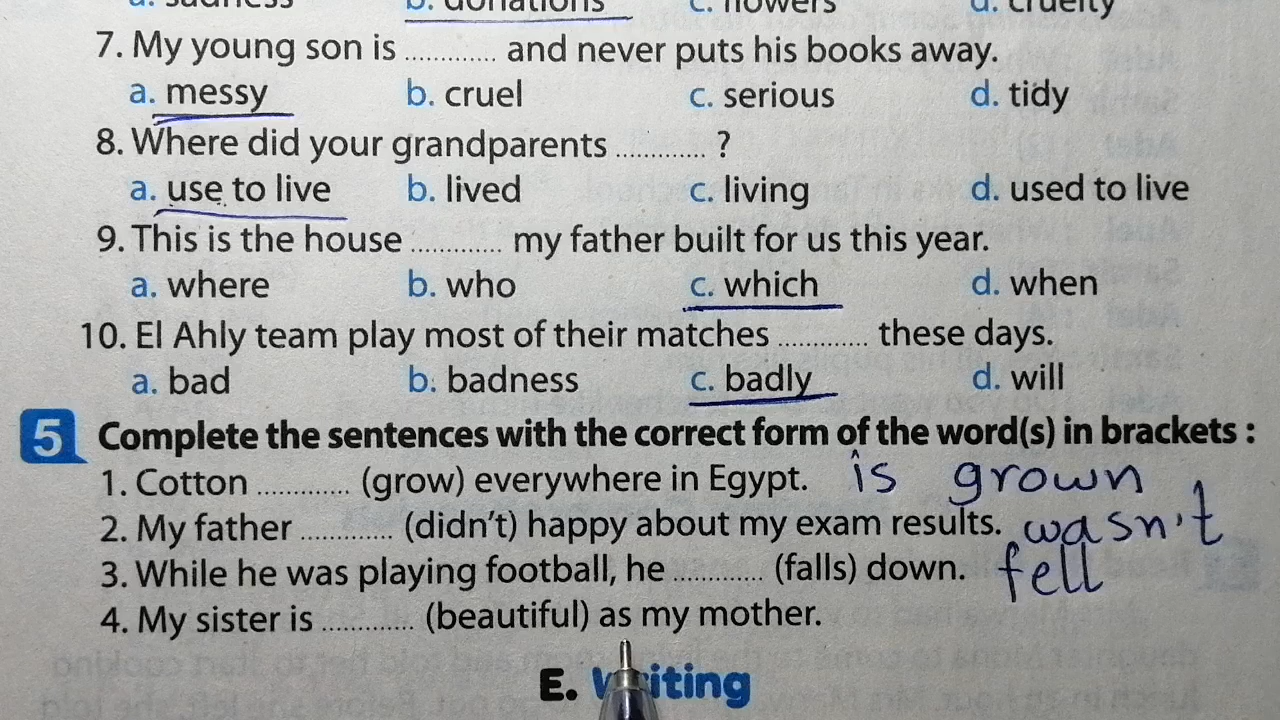 a. sadness b. donations c. flowers d. cruelty
7. My young son is ............. and never puts his books away.
a. messy b. cruel c. serious d. tidy
8. Where did your grandparents ............. ?
a. use to live b. lived c. living d. used to live
9. This is the house ............. my father built for us this year.
a. where b. who c. which d. when
10. El Ahly team play most of their matches ............. these days.
a. bad b. badness c. badly d. will
5 Complete the sentences with the correct form of the word(s) in brackets :
1. Cotton ............. (grow) everywhere in Egypt. is grown
2. My father ............. (didn't) happy about my exam results. wasn't
3. While he was playing football, he ............. (falls) down. fell
4. My sister is ............. (beautiful) as my mother.
E. Writing